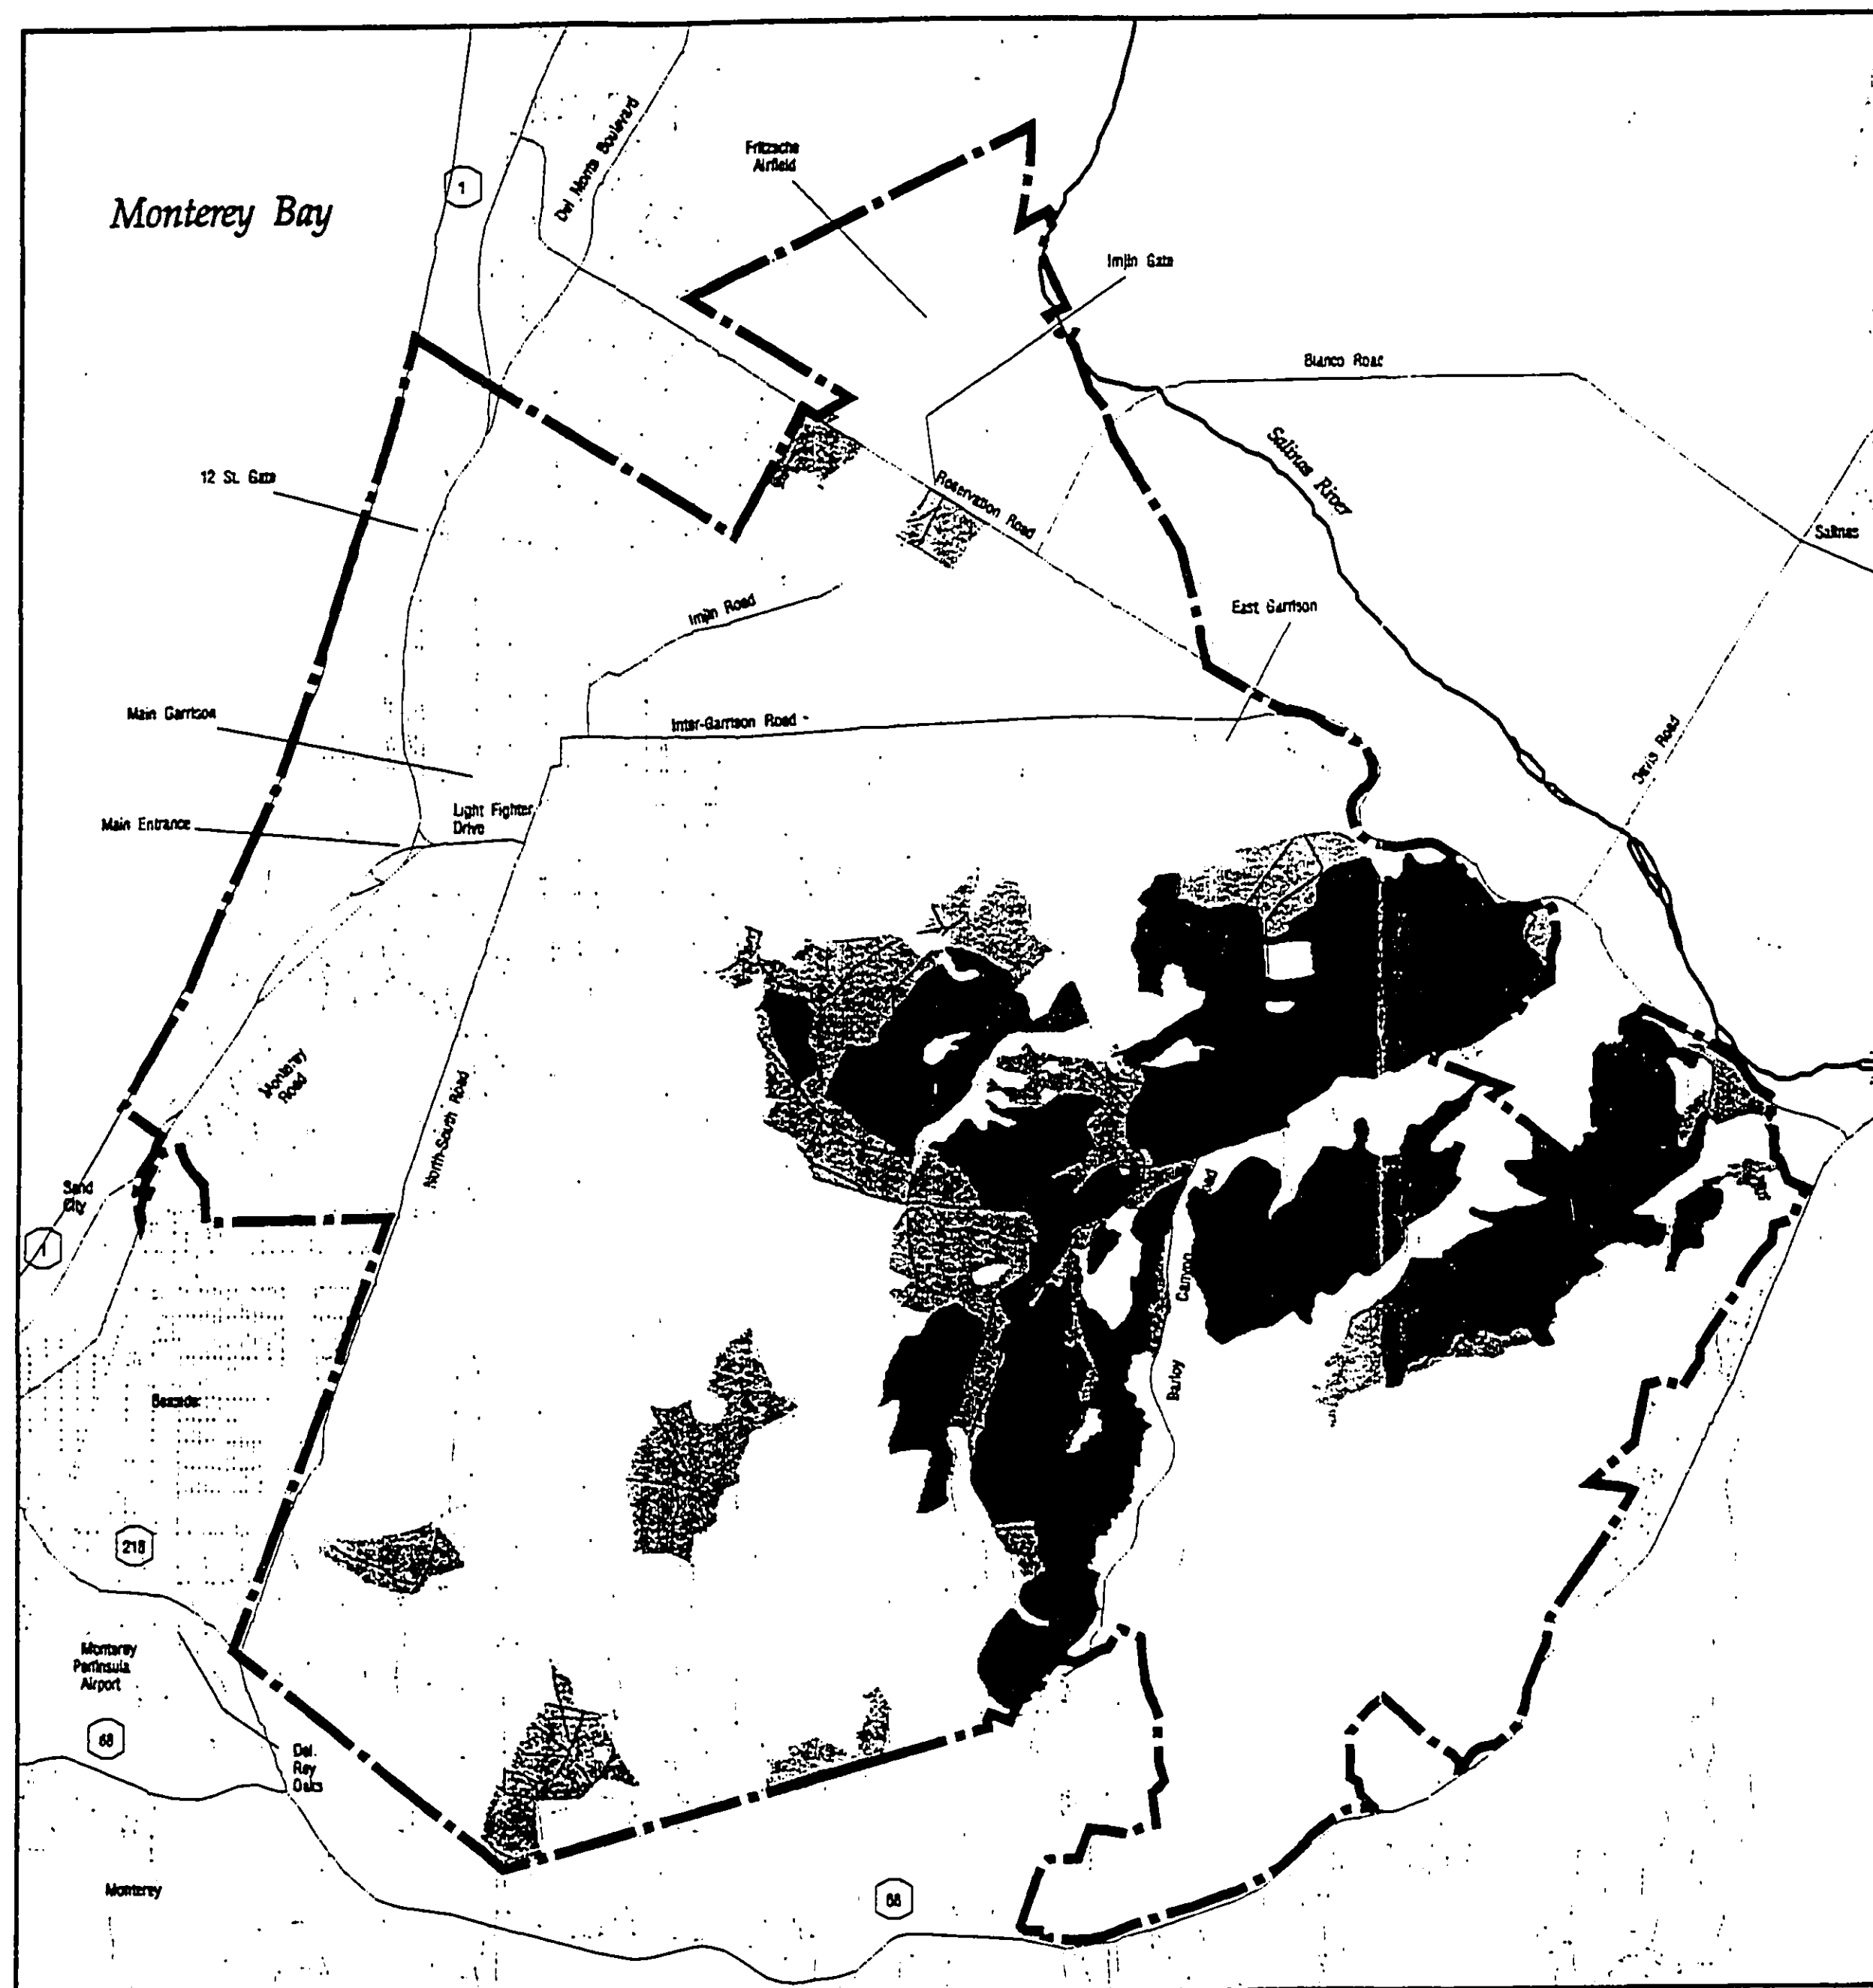 Del Monte Boulevard
Fritzsche
Airfield
1
Monterey Bay
Imjin Gate
Blanco Road
Salinas River
12 St. Gate
Reservation Road
Salinas
Imjin Road
East Garrison
Main Garrison
Inter-Garrison Road
Davis Road
Light Fighter
Drive
Main Entrance
Monterey
Road
North-South Road
Sand
City
Road
1
Canyon
Barloy
Seaside
218
Monterey
Peninsula
Airport
68
Del
Rey
Oaks
Monterey
68